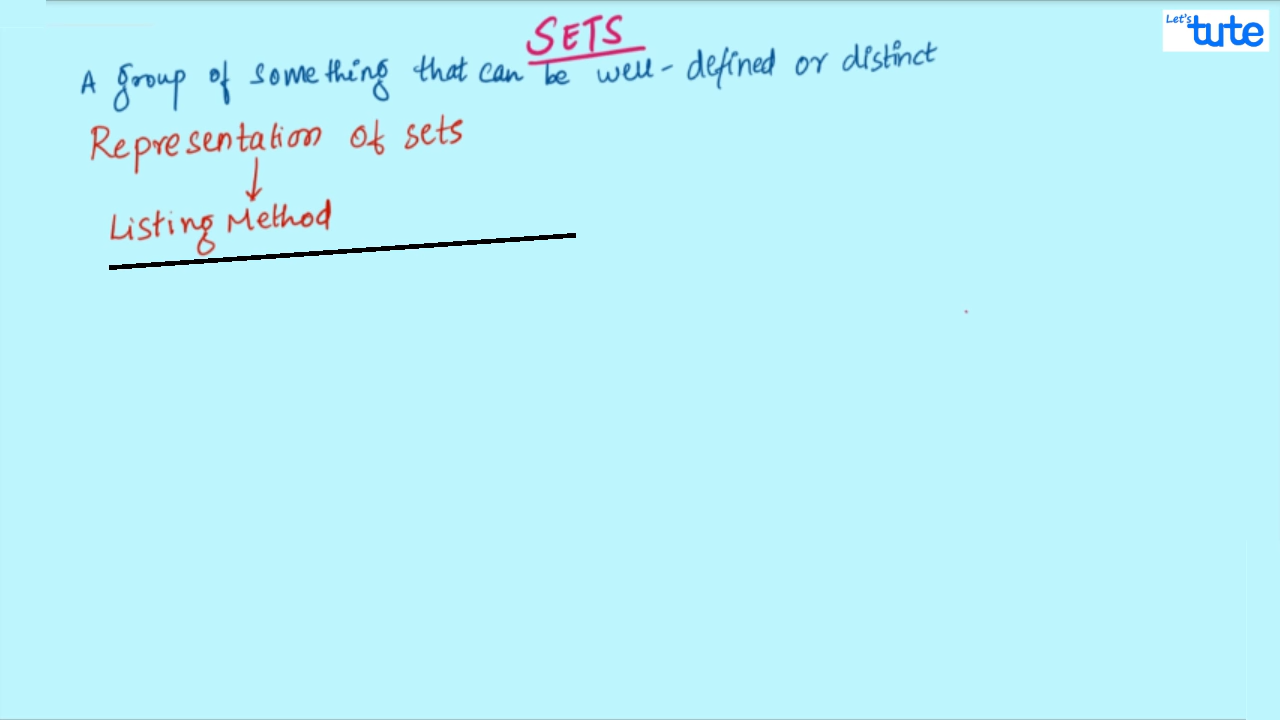 SETS
Let's tute
A group of something that can be well-defined or distinct
Representation of sets
Listing Method